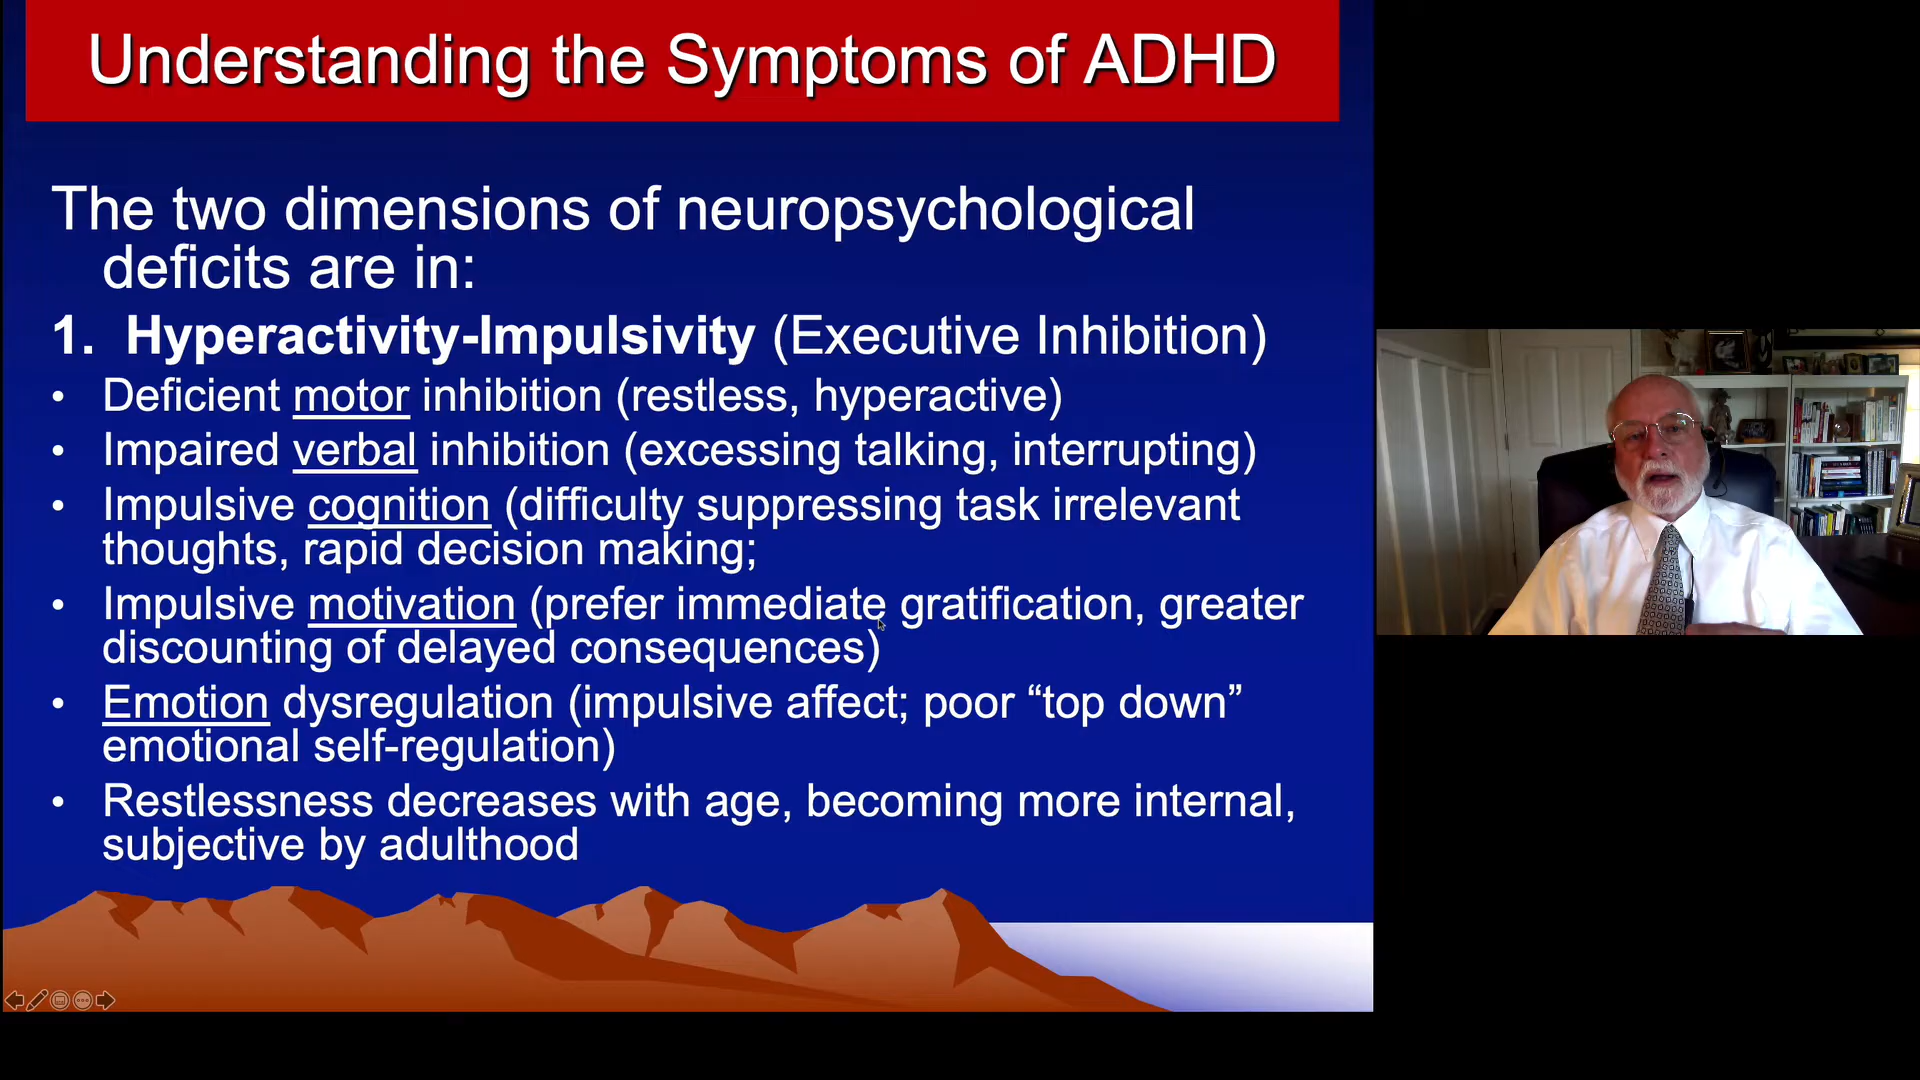 Understanding the Symptoms of ADHD
The two dimensions of neuropsychological
deficits are in:
1. Hyperactivity-Impulsivity (Executive Inhibition)
• Deficient motor inhibition (restless, hyperactive)
• Impaired verbal inhibition (excessing talking, interrupting)
• Impulsive cognition (difficulty suppressing task irrelevant
thoughts, rapid decision making;
• Impulsive motivation (prefer immediate gratification, greater
discounting of delayed consequences)
• Emotion dysregulation (impulsive affect; poor “top down”
emotional self-regulation)
• Restlessness decreases with age, becoming more internal,
subjective by adulthood